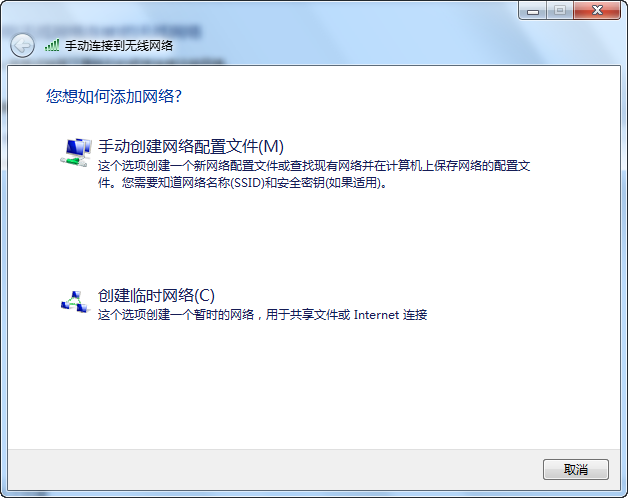 手动连接到无线网络
您想如何添加网络?
手动创建网络配置文件(M)
这个选项创建一个新网络配置文件或查找现有网络并在计算机上保存网络的配置文
件。您需要知道网络名称(SSID)和安全密钥(如果适用)。
创建临时网络(C)
这个选项创建一个暂时的网络，用于共享文件或 Internet 连接
取消